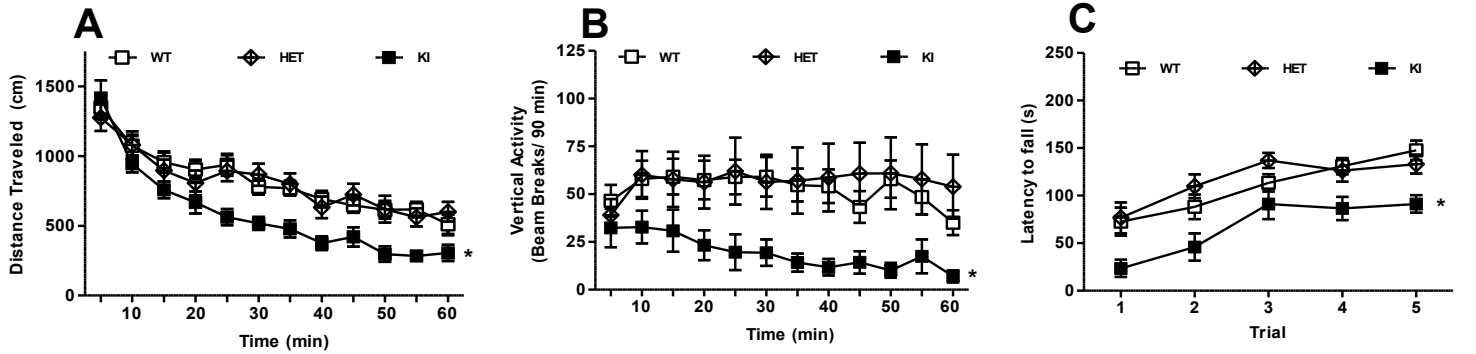 A
WT HET KI
1500
1000
500
0
Distance Traveled (cm)
10 20 30 40 50 60
Time (min)
*
B
WT HET KI
125
100
75
50
25
0
Vertical Activity
(Beam Breaks/ 90 min)
10 20 30 40 50 60
Time (min)
*
C
WT HET KI
250
200
150
100
50
0
Latency to fall (s)
1 2 3 4 5
Trial
*